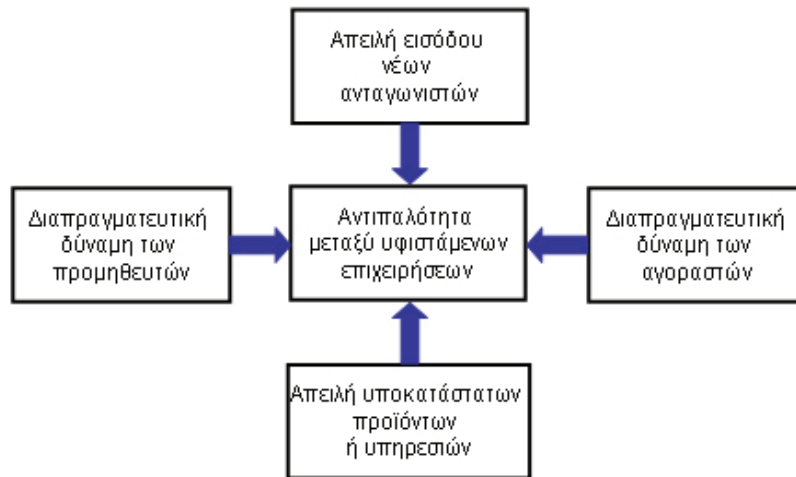 Απειλή εισόδου
νέων
ανταγωνιστών
Διαπραγματευτική
δύναμη των
προμηθευτών
Αντιπαλότητα
μεταξύ υφιστάμενων
επιχειρήσεων
Διαπραγματευτική
δύναμη των
αγοραστών
Απειλή υποκατάστατων
προϊόντων
ή υπηρεσιών